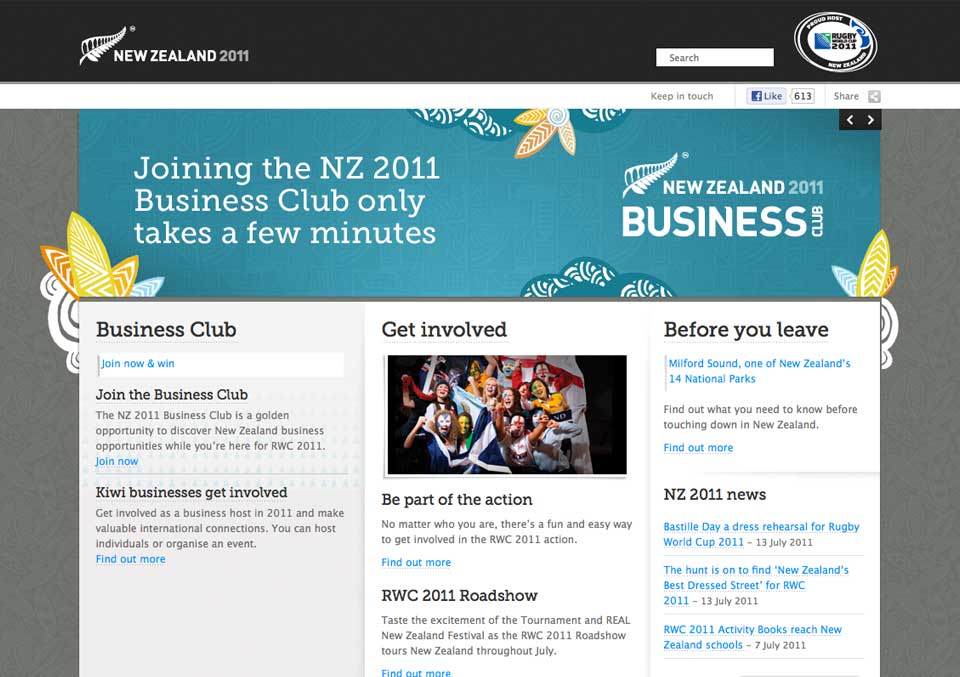 NEW ZEALAND 2011
Search
PROUD HOST
RUGBY
WORLD CUP
2011
NEW ZEALAND
Keep in touch
Like
613
Share
Joining the NZ 2011
Business Club only
takes a few minutes
NEW ZEALAND 2011
BUSINESS CLUB
Business Club
Join now & win
Join the Business Club
The NZ 2011 Business Club is a golden
opportunity to discover New Zealand business
opportunities while you're here for RWC 2011.
Join now
Kiwi businesses get involved
Get involved as a business host in 2011 and make
valuable international connections. You can host
individuals or organise an event.
Find out more
Get involved
Be part of the action
No matter who you are, there's a fun and easy way
to get involved in the RWC 2011 action.
Find out more
RWC 2011 Roadshow
Taste the excitement of the Tournament and REAL
New Zealand Festival as the RWC 2011 Roadshow
tours New Zealand throughout July.
Find out more
Before you leave
Milford Sound, one of New Zealand's
14 National Parks
Find out what you need to know before
touching down in New Zealand.
Find out more
NZ 2011 news
Bastille Day a dress rehearsal for Rugby
World Cup 2011 – 13 July 2011
The hunt is on to find 'New Zealand's
Best Dressed Street' for RWC
2011 – 13 July 2011
RWC 2011 Activity Books reach New
Zealand schools – 7 July 2011